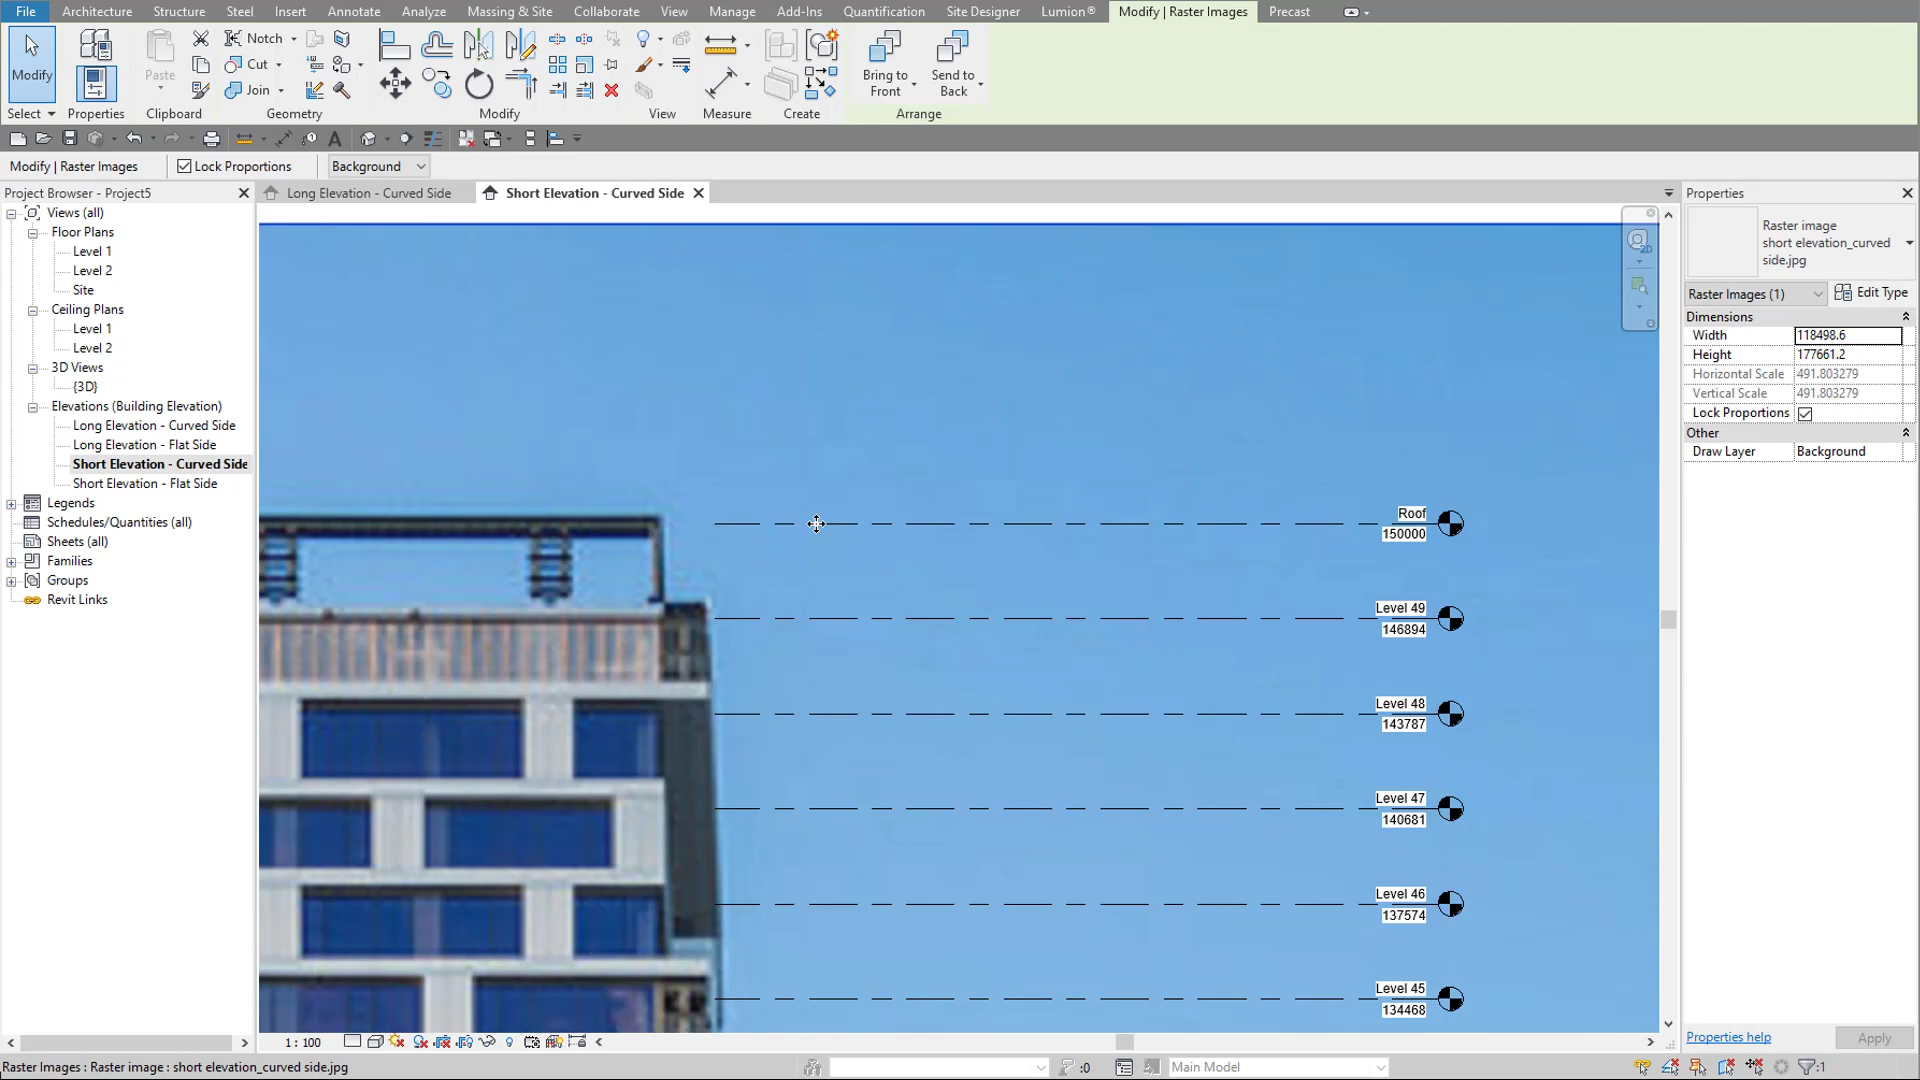 File Architecture Structure Steel Insert Annotate Analyze Massing & Site Collaborate View Manage Add-Ins Quantification Site Designer Lumion® Modify | Raster Images Precast
Modify
Paste
Notch
Cut
Join
Bring to Front
Send to Back
Select Properties Clipboard Geometry Modify View Measure Create Arrange
Modify | Raster Images Lock Proportions Background
Project Browser - Project5
Long Elevation - Curved Side
Short Elevation - Curved Side
Views (all)
Floor Plans
Level 1
Level 2
Site
Ceiling Plans
Level 1
Level 2
3D Views
{3D}
Elevations (Building Elevation)
Long Elevation - Curved Side
Long Elevation - Flat Side
Short Elevation - Curved Side
Short Elevation - Flat Side
Legends
Schedules/Quantities (all)
Sheets (all)
Families
Groups
Revit Links
2D
Roof
150000
Level 49
146894
Level 48
143787
Level 47
140681
Level 46
137574
Level 45
134468
Properties
Raster image
short elevation_curved
side.jpg
Raster Images (1) Edit Type
Dimensions
Width 118498.6
Height 177661.2
Horizontal Scale 491.803279
Vertical Scale 491.803279
Lock Proportions
Other
Draw Layer Background
Properties help Apply
1 : 100
Raster Images : Raster image : short elevation_curved side.jpg :0 Main Model :1